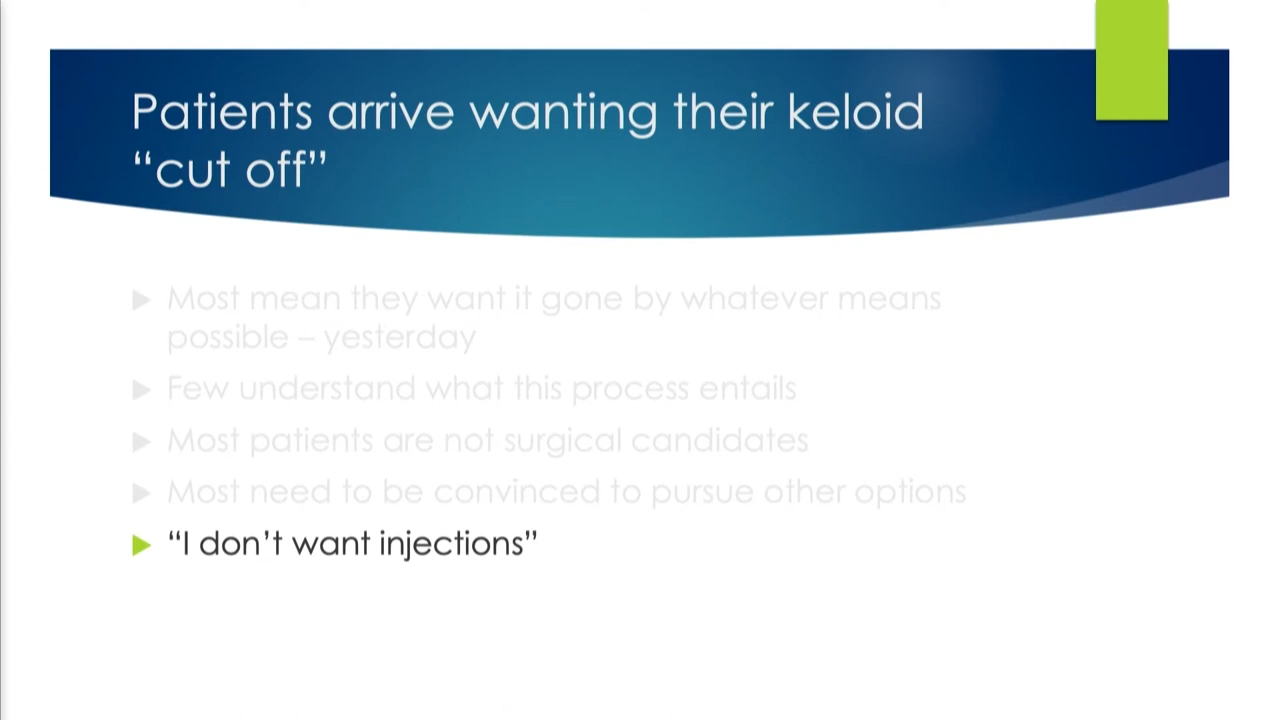 Patients arrive wanting their keloid
“cut off”
Most mean they want it gone by whatever means
possible – yesterday
Few understand what this process entails
Most patients are not surgical candidates
Most need to be convinced to pursue other options
“I don’t want injections”